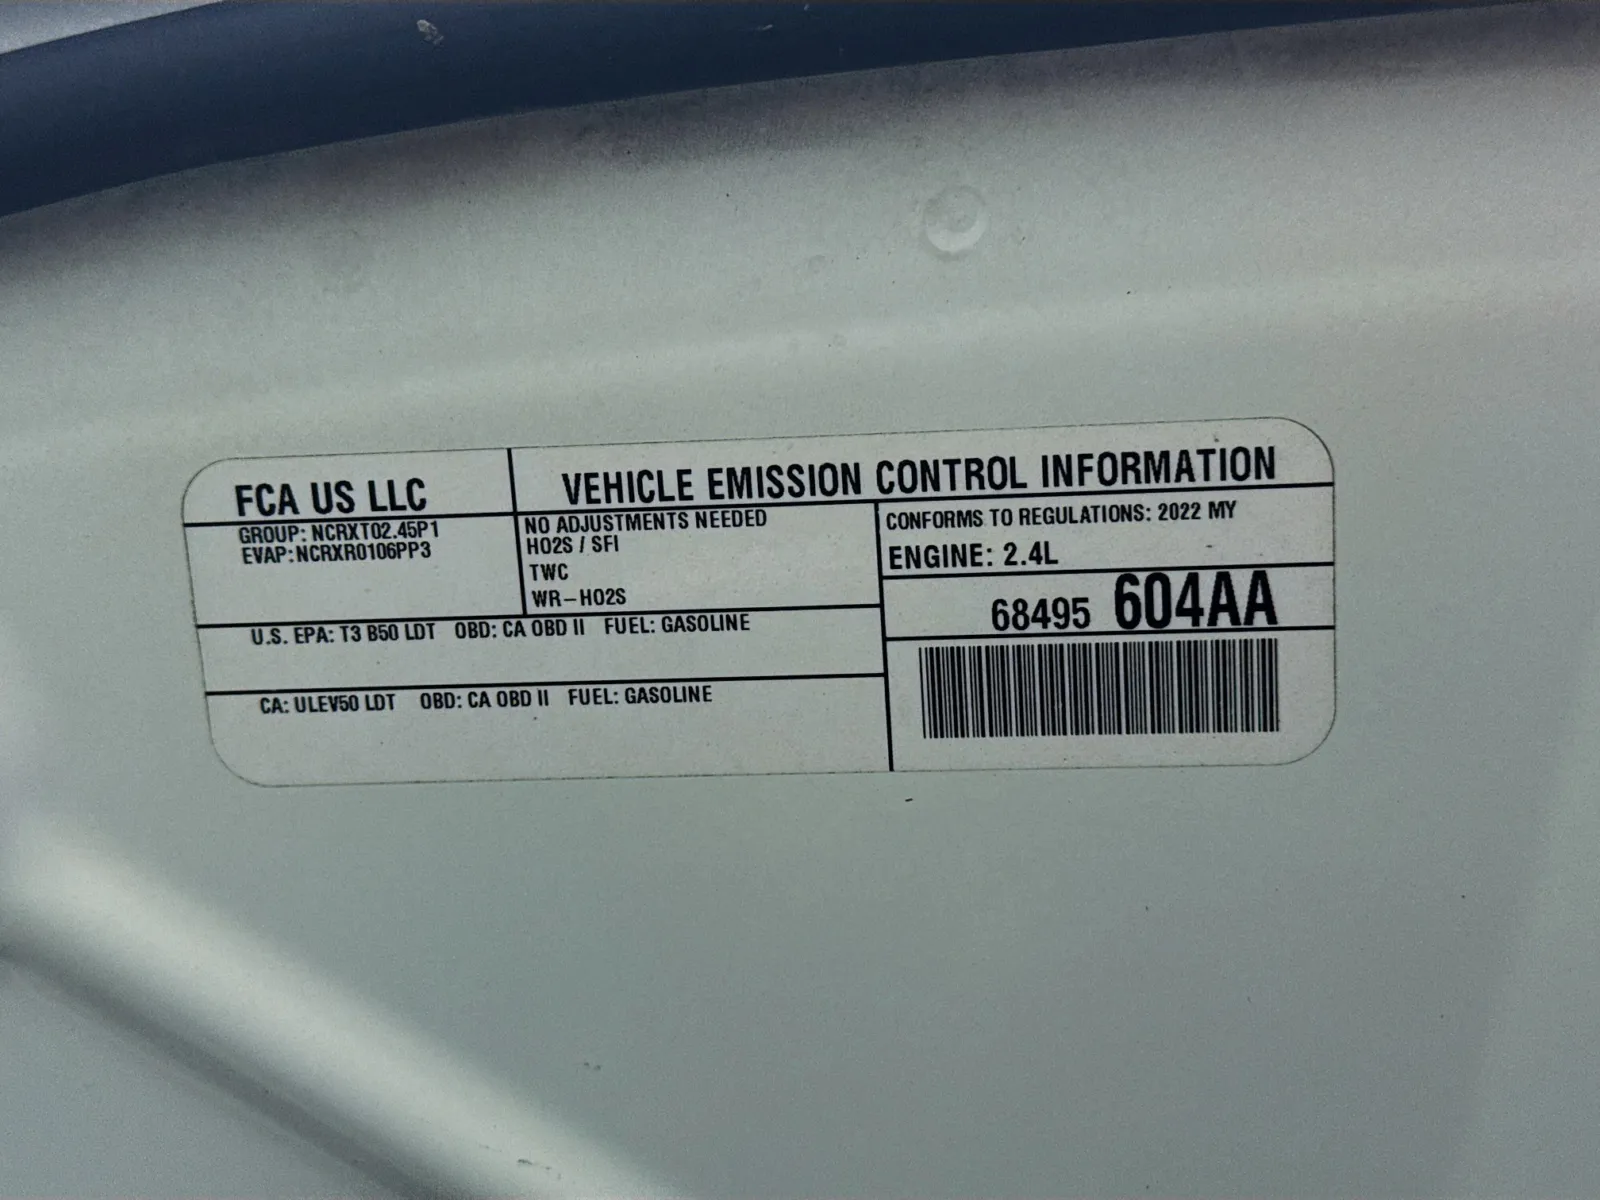 FCA US LLC
VEHICLE EMISSION CONTROL INFORMATION
GROUP: NCRXT02.45P1
EVAP: NCRXR0106PP3
NO ADJUSTMENTS NEEDED
HO2S / SFI
TWC
WR-HO2S
CONFORMS TO REGULATIONS: 2022 MY
ENGINE: 2.4L
68495 604AA
U.S. EPA: T3 B50 LDT OBD: CA OBD II FUEL: GASOLINE
CA: ULEV50 LDT OBD: CA OBD II FUEL: GASOLINE